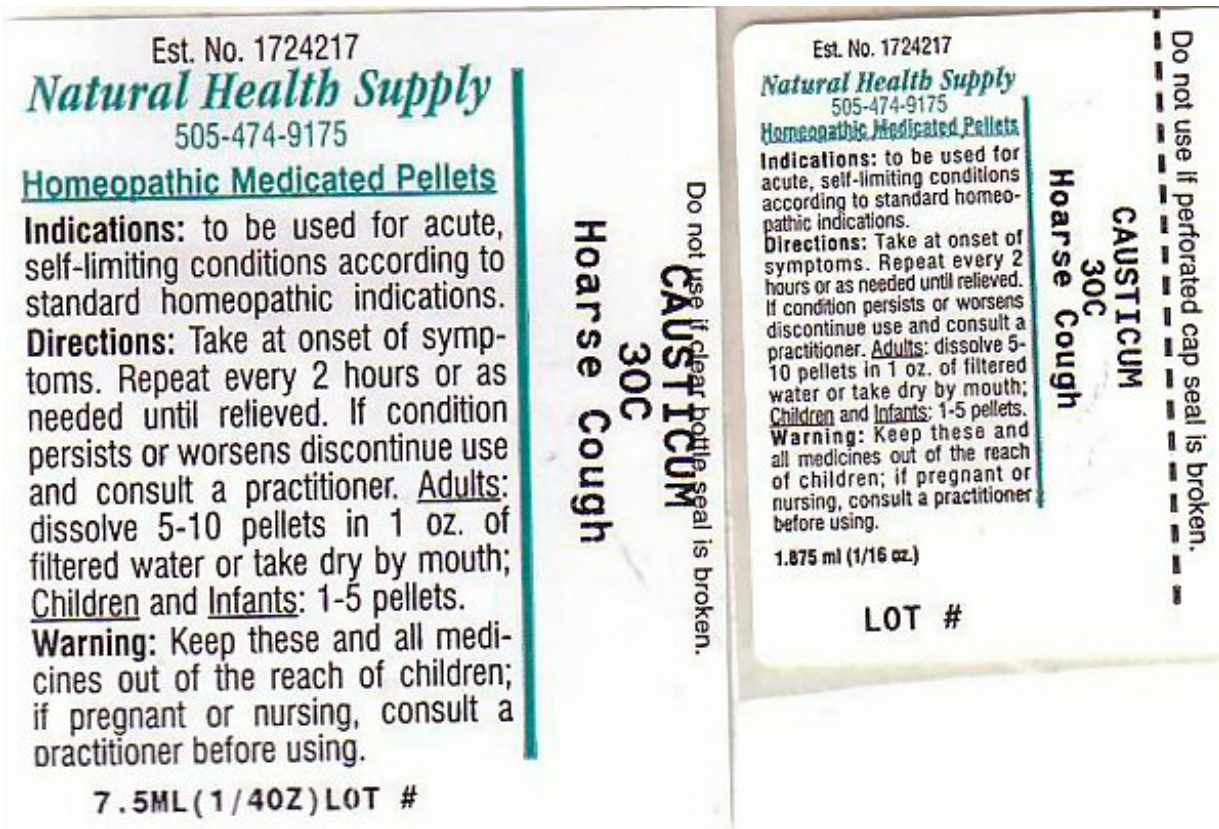 Est. No. 1724217
Natural Health Supply
505-474-9175
Homeopathic Medicated Pellets
Indications: to be used for acute,
self-limiting conditions according to
standard homeopathic indications.
Directions: Take at onset of symp-
toms. Repeat every 2 hours or as
needed until relieved. If condition
persists or worsens discontinue use
and consult a practitioner. Adults:
dissolve 5-10 pellets in 1 oz. of
filtered water or take dry by mouth;
Children and Infants: 1-5 pellets.
Warning: Keep these and all medi-
cines out of the reach of children;
if pregnant or nursing, consult a
practitioner before using.
7.5ML(1/4OZ)LOT #
Do not use if clear bottle seal is broken.
CAUSTICUM
30C
Hoarse Cough
Est. No. 1724217
Natural Health Supply
505-474-9175
Homeopathic Medicated Pellets
Indications: to be used for
acute, self-limiting conditions
according to standard homeo-
pathic indications.
Directions: Take at onset of
symptoms. Repeat every 2
hours or as needed until relieved.
If condition persists or worsens
discontinue use and consult a
practitioner. Adults: dissolve 5-
10 pellets in 1 oz. of filtered
water or take dry by mouth;
Children and Infants: 1-5 pellets.
Warning: Keep these and
all medicines out of the reach
of children; if pregnant or
nursing, consult a practitioner
before using.
1.875 ml (1/16 oz.)
LOT #
CAUSTICUM
30C
Hoarse Cough
Do not use if perforated cap seal is broken.